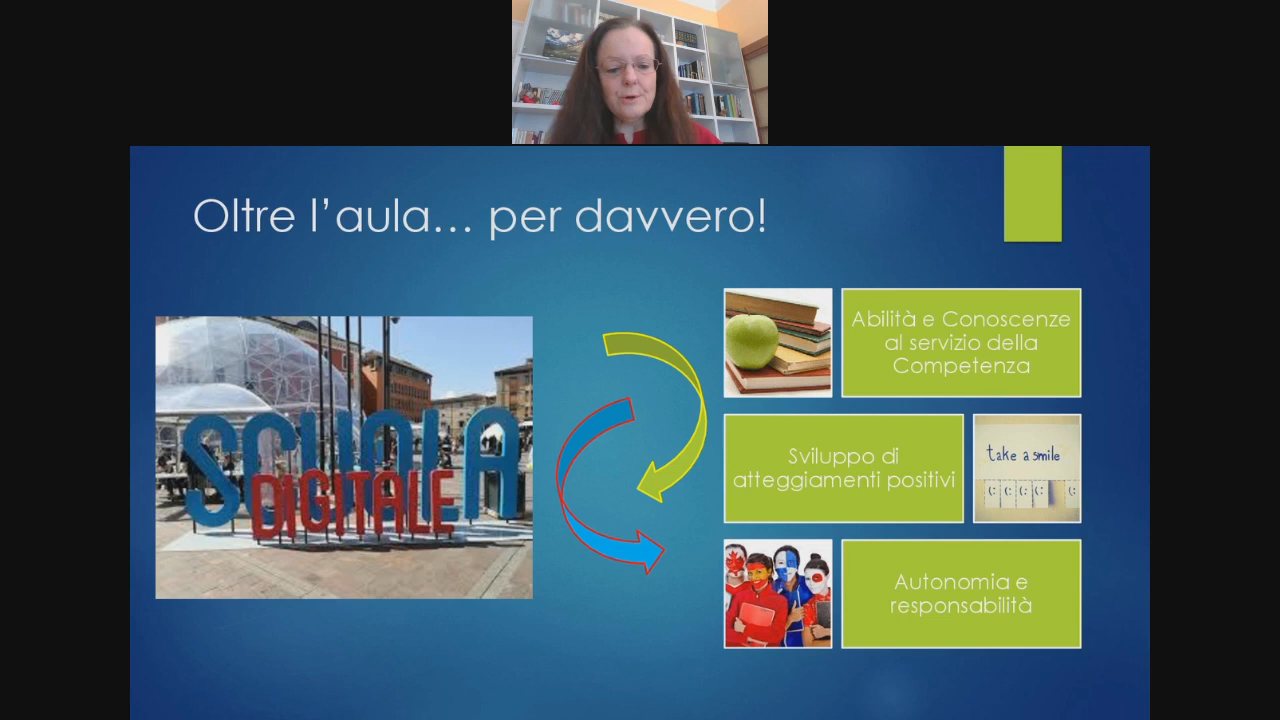 Oltre l’aula... per davvero!
SCUOLA
DIGITALE
Abilità e Conoscenze
al servizio della
Competenza
Sviluppo di
atteggiamenti positivi
take a smile
Autonomia e
responsabilità